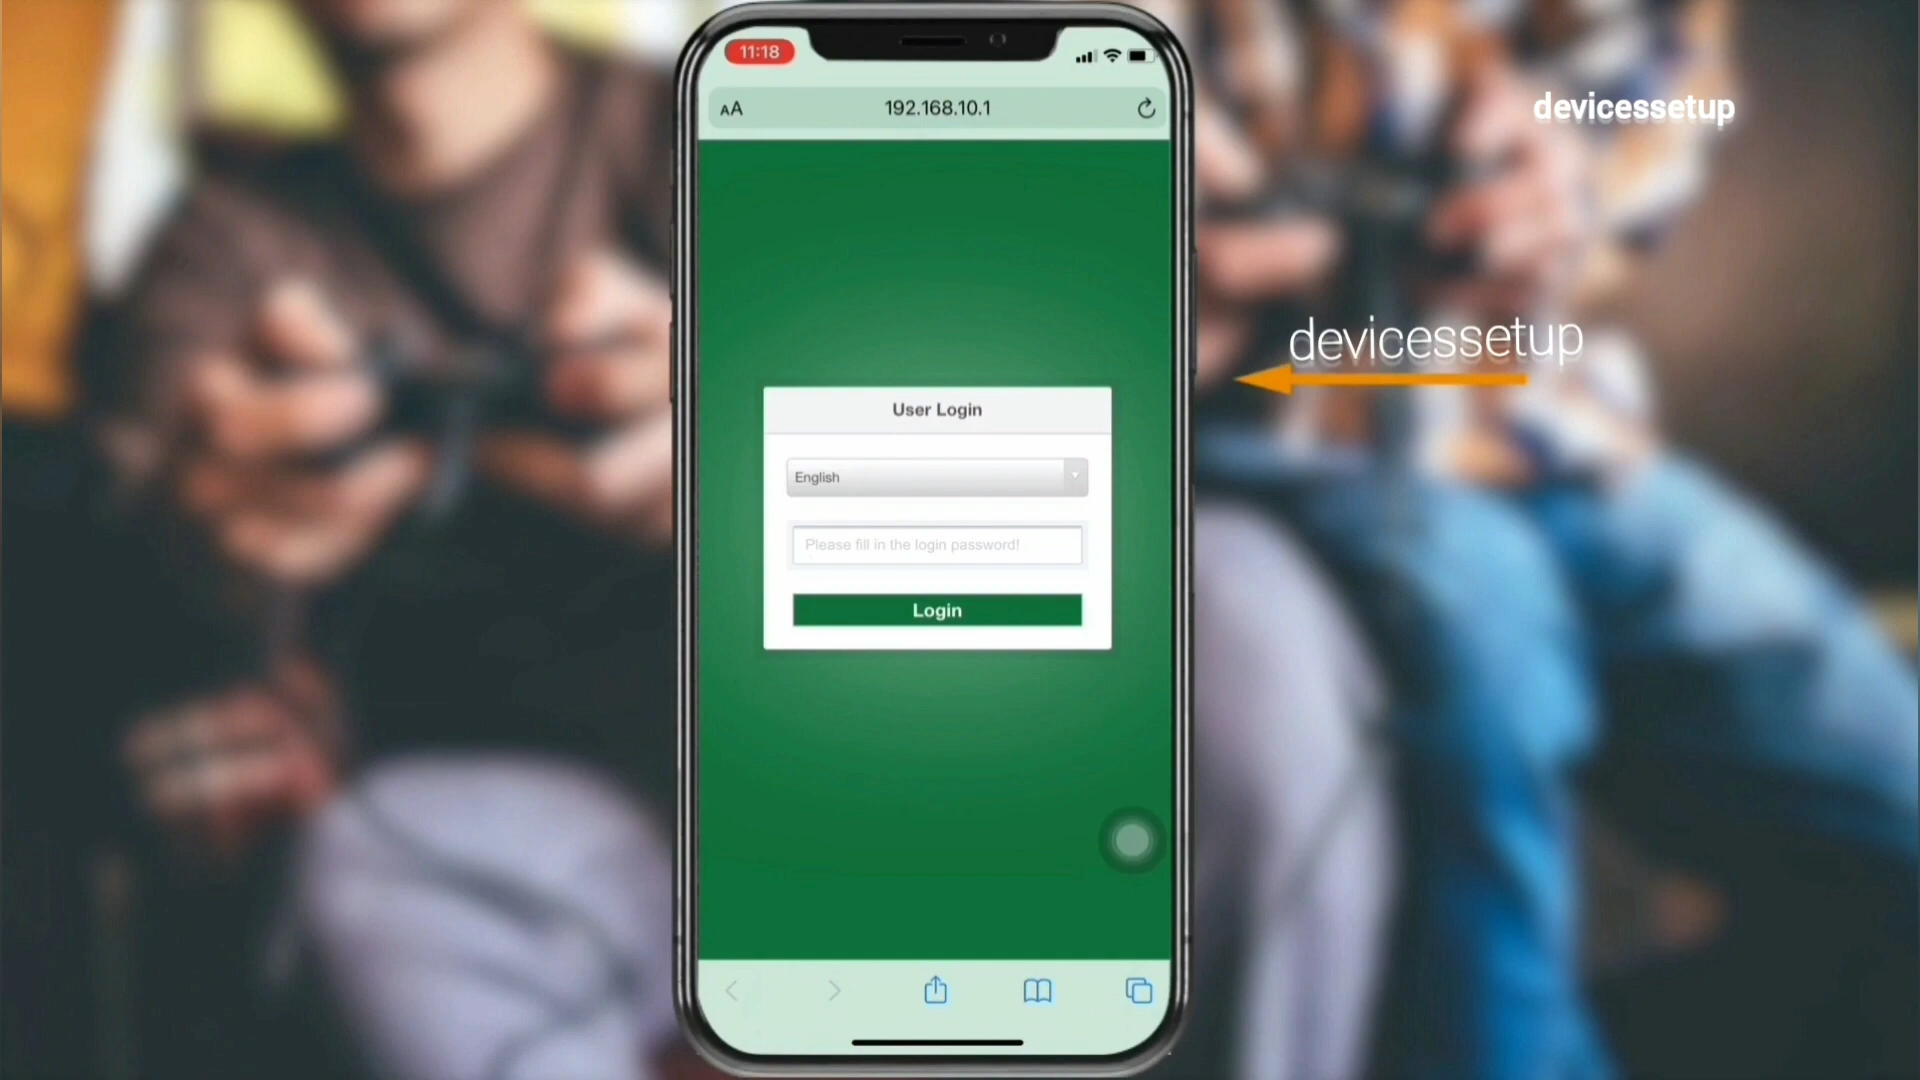 11:18
AA
192.168.10.1
devicessetup
devicessetup
User Login
English
Please fill in the login password!
Login